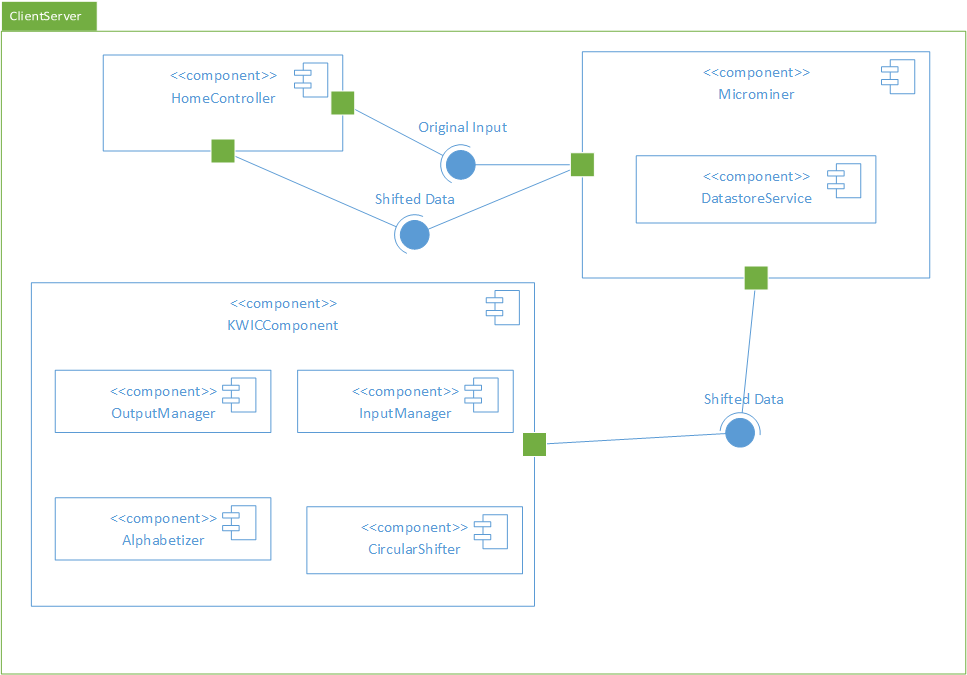 ClientServer
<<component>>
HomeController
<<component>>
Microminer
Original Input
<<component>>
DatastoreService
Shifted Data
<<component>>
KWICComponent
<<component>>
OutputManager
<<component>>
InputManager
Shifted Data
<<component>>
Alphabetizer
<<component>>
CircularShifter